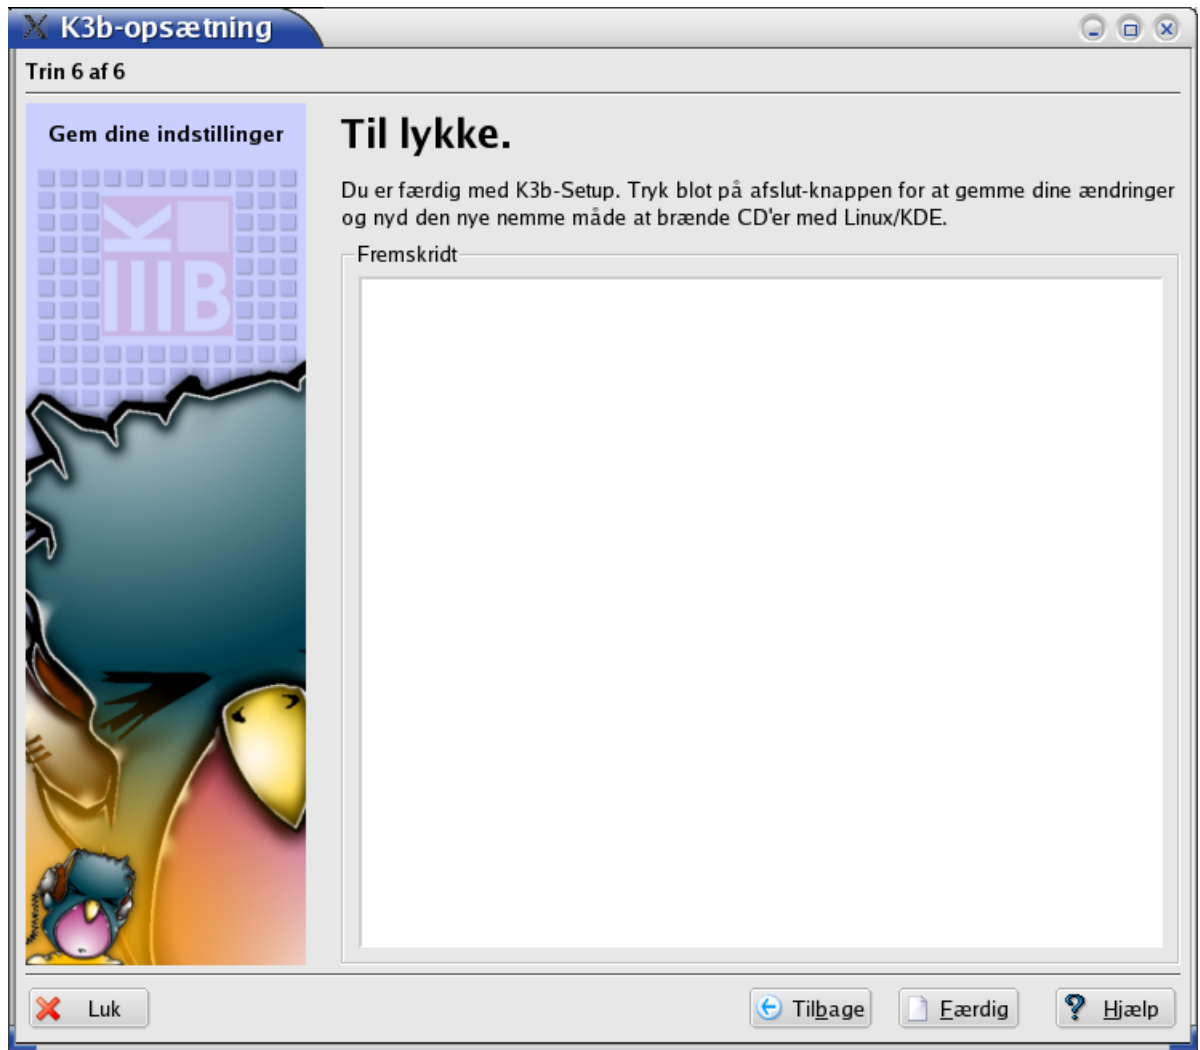 K3b-opsætning
Trin 6 af 6
Gem dine indstillinger
K
IIIB
Til lykke.
Du er færdig med K3b-Setup. Tryk blot på afslut-knappen for at gemme dine ændringer
og nyd den nye nemme måde at brænde CD'er med Linux/KDE.
Fremskridt
Luk
Tilbage
Færdig
Hjælp